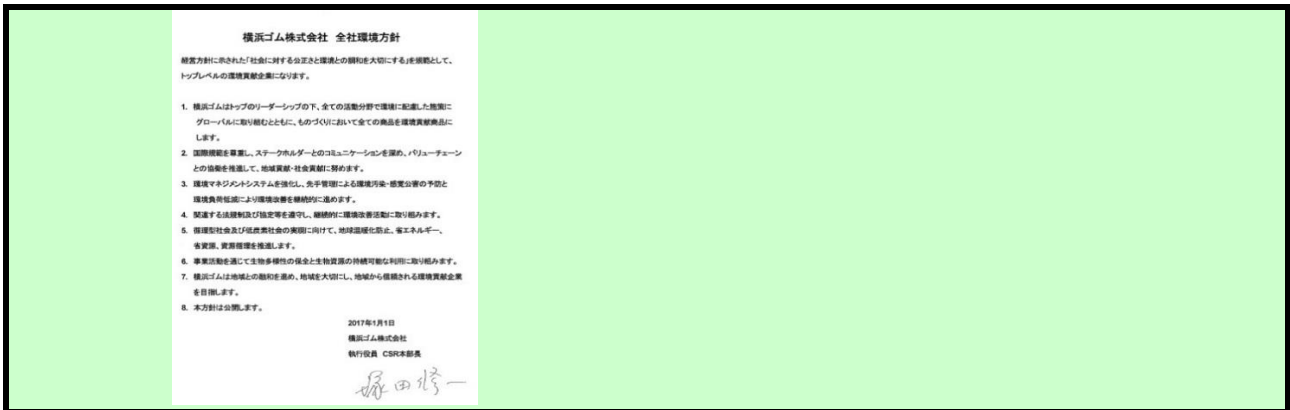 横浜ゴム株式会社 全社環境方針
経営方針に示された「社会に対する公正さと環境との調和を大切にする」を規範として、
トップレベルの環境貢献企業になります。
1. 横浜ゴムはトップのリーダーシップの下、全ての活動分野で環境に配慮した施策に
グローバルに取り組むとともに、ものづくりにおいて全ての商品を環境貢献商品に
します。
2. 国際規範を尊重し、ステークホルダーとのコミュニケーションを深め、バリューチェーン
との協働を推進して、地域貢献・社会貢献に努めます。
3. 環境マネジメントシステムを強化し、先手管理による環境汚染・感覚公害の予防と
環境負荷低減により環境改善を継続的に進めます。
4. 関連する法規制及び協定等を遵守し、継続的に環境改善活動に取り組みます。
5. 循環型社会及び低炭素社会の実現に向けて、地球温暖化防止、省エネルギー、
省資源、資源循環を推進します。
6. 事業活動を通じて生物多様性の保全と生物資源の持続可能な利用に取り組みます。
7. 横浜ゴムは地域との融和を進め、地域を大切にし、地域から信頼される環境貢献企業
を目指します。
8. 本方針は公開します。
2017年1月1日
横浜ゴム株式会社
執行役員 CSR本部長
塚田修一